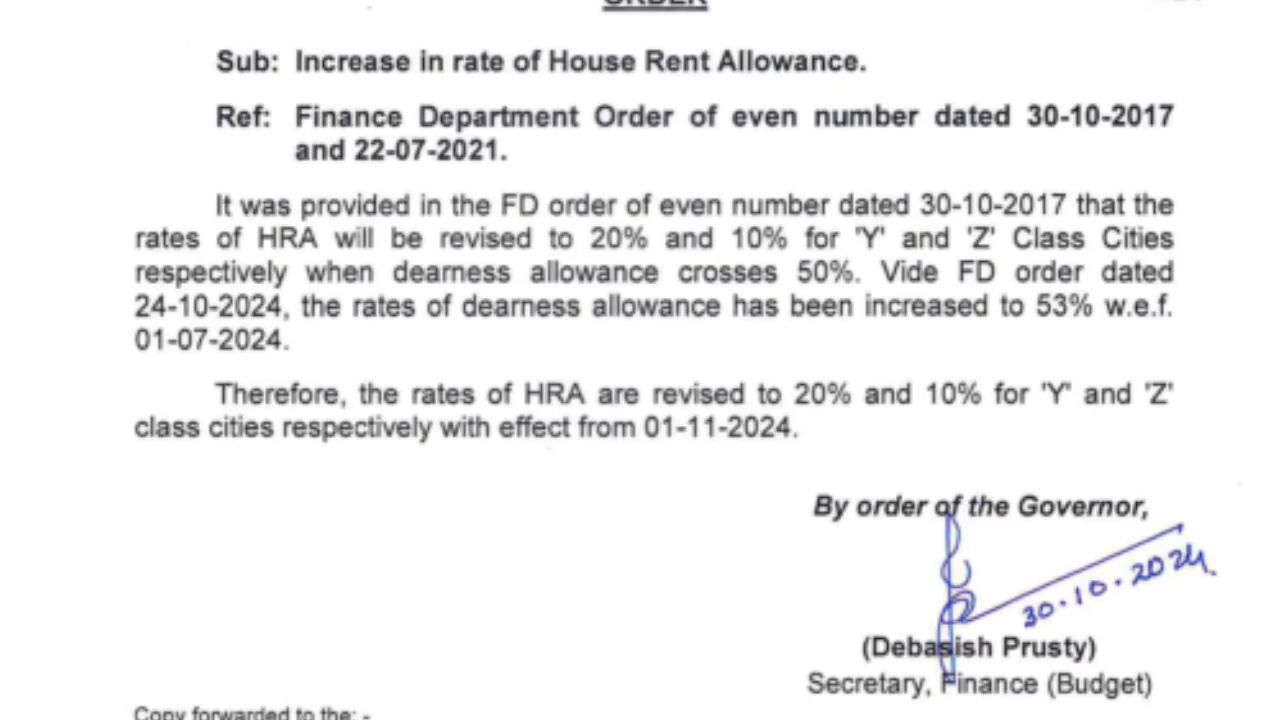 ORDER
Sub: Increase in rate of House Rent Allowance.
Ref: Finance Department Order of even number dated 30-10-2017
and 22-07-2021.
It was provided in the FD order of even number dated 30-10-2017 that the
rates of HRA will be revised to 20% and 10% for 'Y' and 'Z' Class Cities
respectively when dearness allowance crosses 50%. Vide FD order dated
24-10-2024, the rates of dearness allowance has been increased to 53% w.e.f.
01-07-2024.
Therefore, the rates of HRA are revised to 20% and 10% for 'Y' and 'Z'
class cities respectively with effect from 01-11-2024.
By order of the Governor,
30.10.2024.
(Debasish Prusty)
Secretary, Finance (Budget)
Copy forwarded to the: -